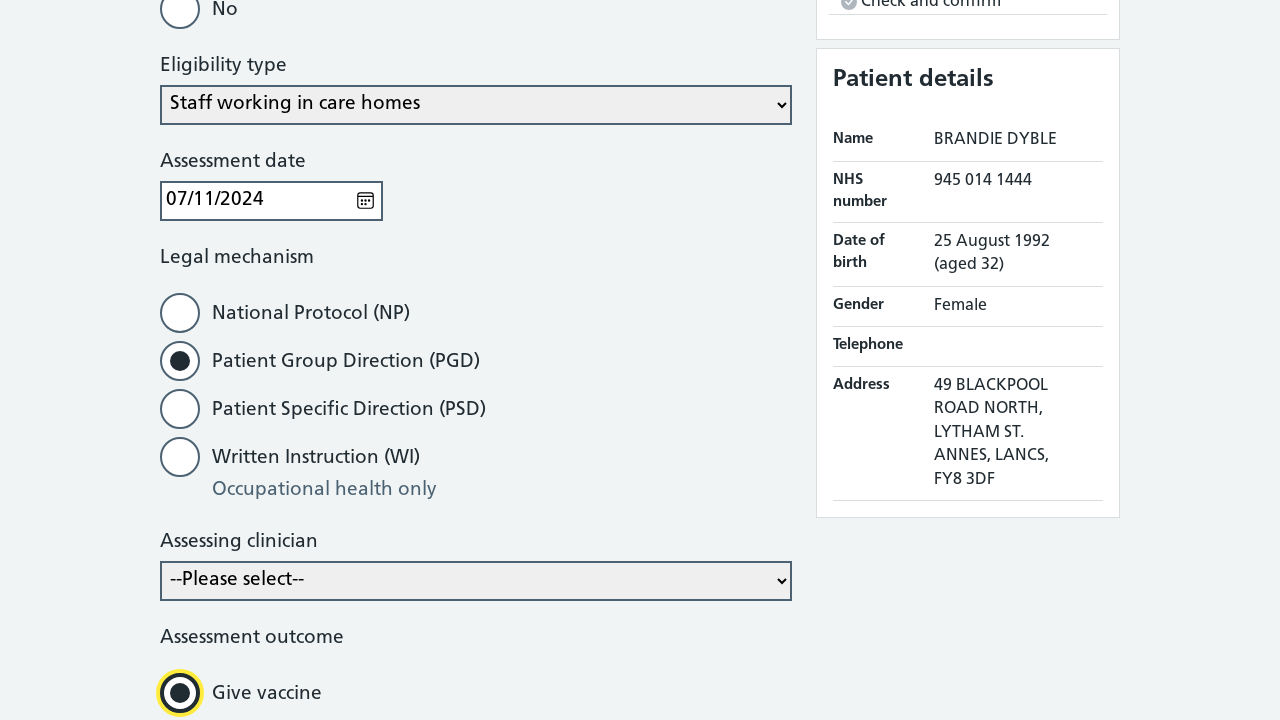 No
Eligibility type
Staff working in care homes
Assessment date
07/11/2024
Legal mechanism
National Protocol (NP)
Patient Group Direction (PGD)
Patient Specific Direction (PSD)
Written Instruction (WI)
Occupational health only
Assessing clinician
--Please select--
Assessment outcome
Give vaccine
Check and confirm
Patient details
Name BRANDIE DYBLE
NHS number 945 014 1444
Date of birth 25 August 1992
(aged 32)
Gender Female
Telephone
Address 49 BLACKPOOL
ROAD NORTH,
LYTHAM ST.
ANNES, LANCS,
FY8 3DF